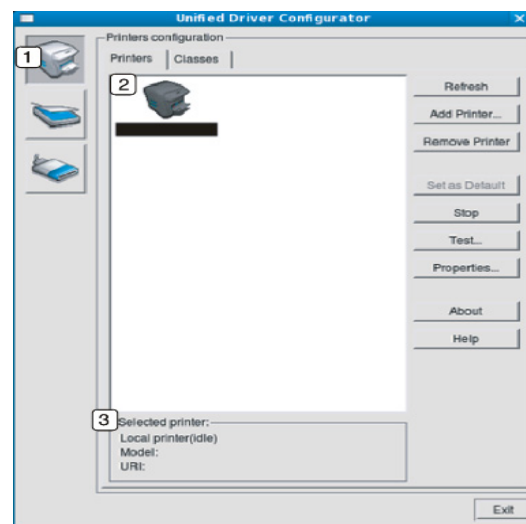 Unified Driver Configurator
Printers configuration
1
Printers Classes
2
Refresh
Add Printer...
Remove Printer
Set as Default
Stop
Test...
Properties...
About
Help
3
Selected printer:
Local printer(idle)
Model:
URI:
Exit